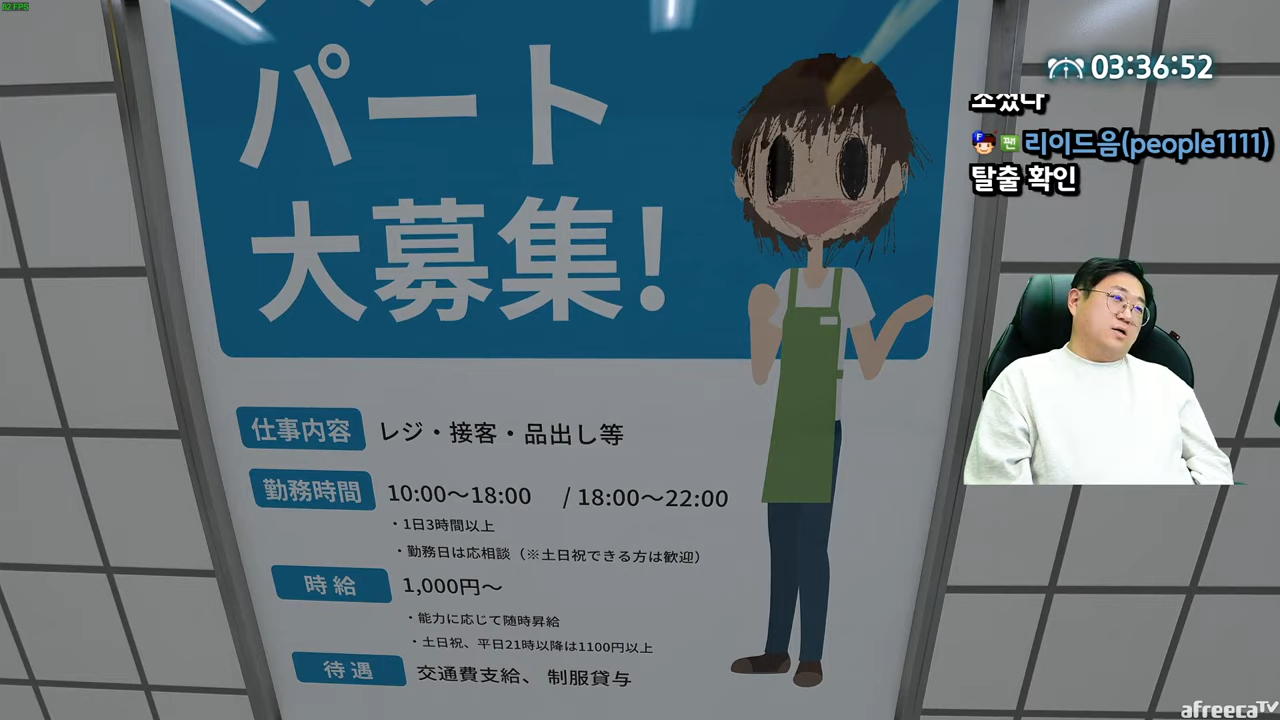 62 FPS
パート
大募集!
仕事内容 レジ・接客・品出し等
勤務時間 10:00～18:00 / 18:00～22:00
・1日3時間以上
・勤務日は応相談（※土日祝できる方は歓迎）
時給 1,000円～
・能力に応じて随時昇給
・土日祝、平日21時以降は1100円以上
待遇 交通費支給、制服貸与
03:36:52
F 팬 리이드음(people1111)
탈출 확인
afreecaTV